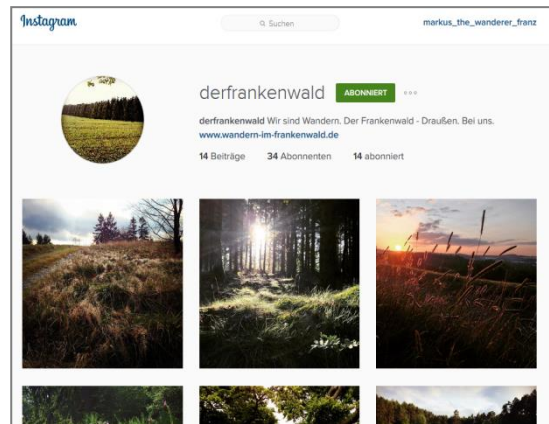 Instagram
Suchen
markus_the_wanderer_franz
derfrankenwald ABONNIERT
derfrankenwald Wir sind Wandern. Der Frankenwald - Draußen. Bei uns.
www.wandern-im-frankenwald.de
14 Beiträge 34 Abonnenten 14 abonniert